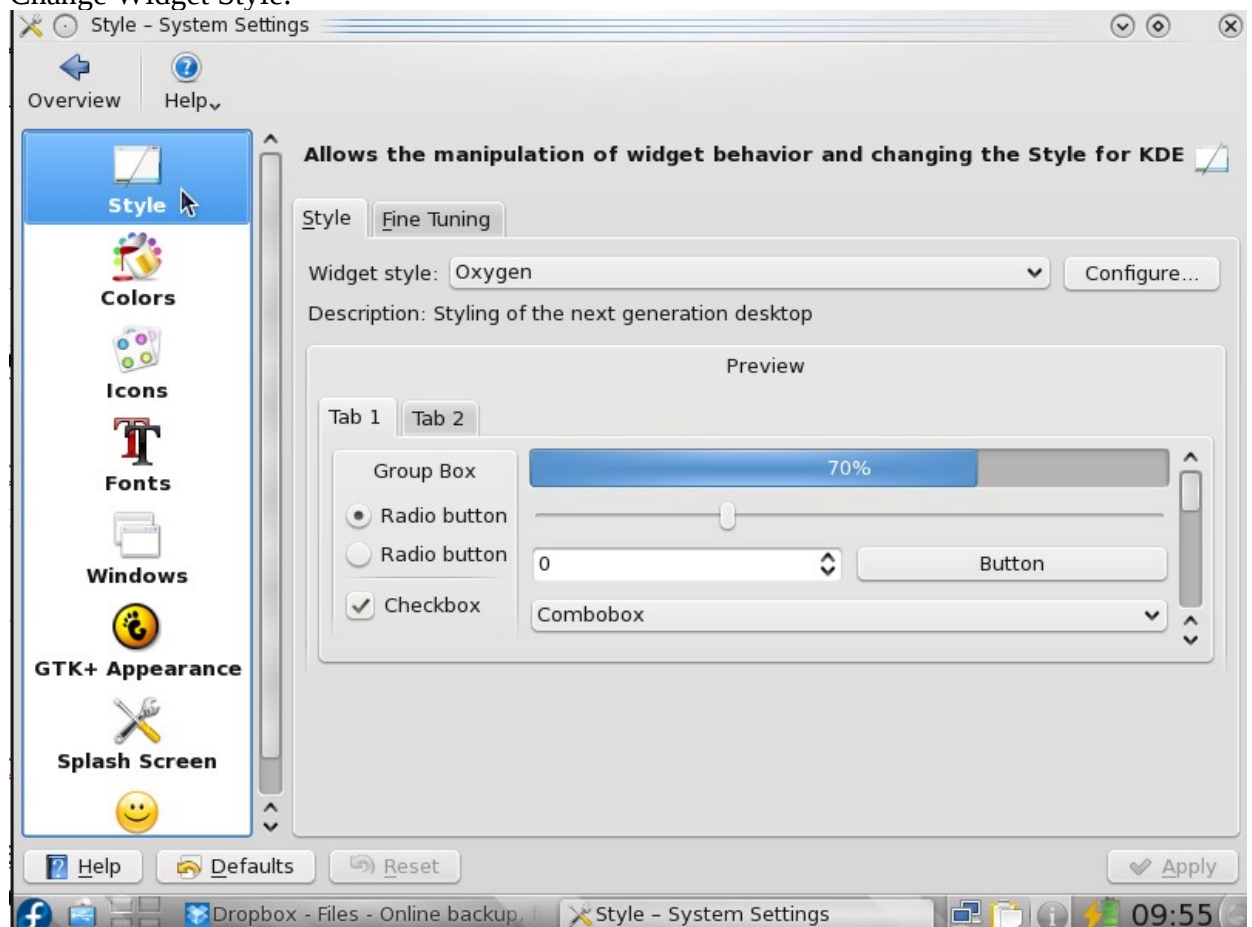 Change Widget Style:
Style – System Settings
Overview Help
Allows the manipulation of widget behavior and changing the Style for KDE
Style
Colors
Icons
Fonts
Windows
GTK+ Appearance
Splash Screen
Style Fine Tuning
Widget style: Oxygen Configure...
Description: Styling of the next generation desktop
Preview
Tab 1 Tab 2
Group Box 70%
Radio button
Radio button 0 Button
Checkbox Combobox
Help Defaults Reset Apply
Dropbox - Files - Online backup, Style – System Settings 09:55